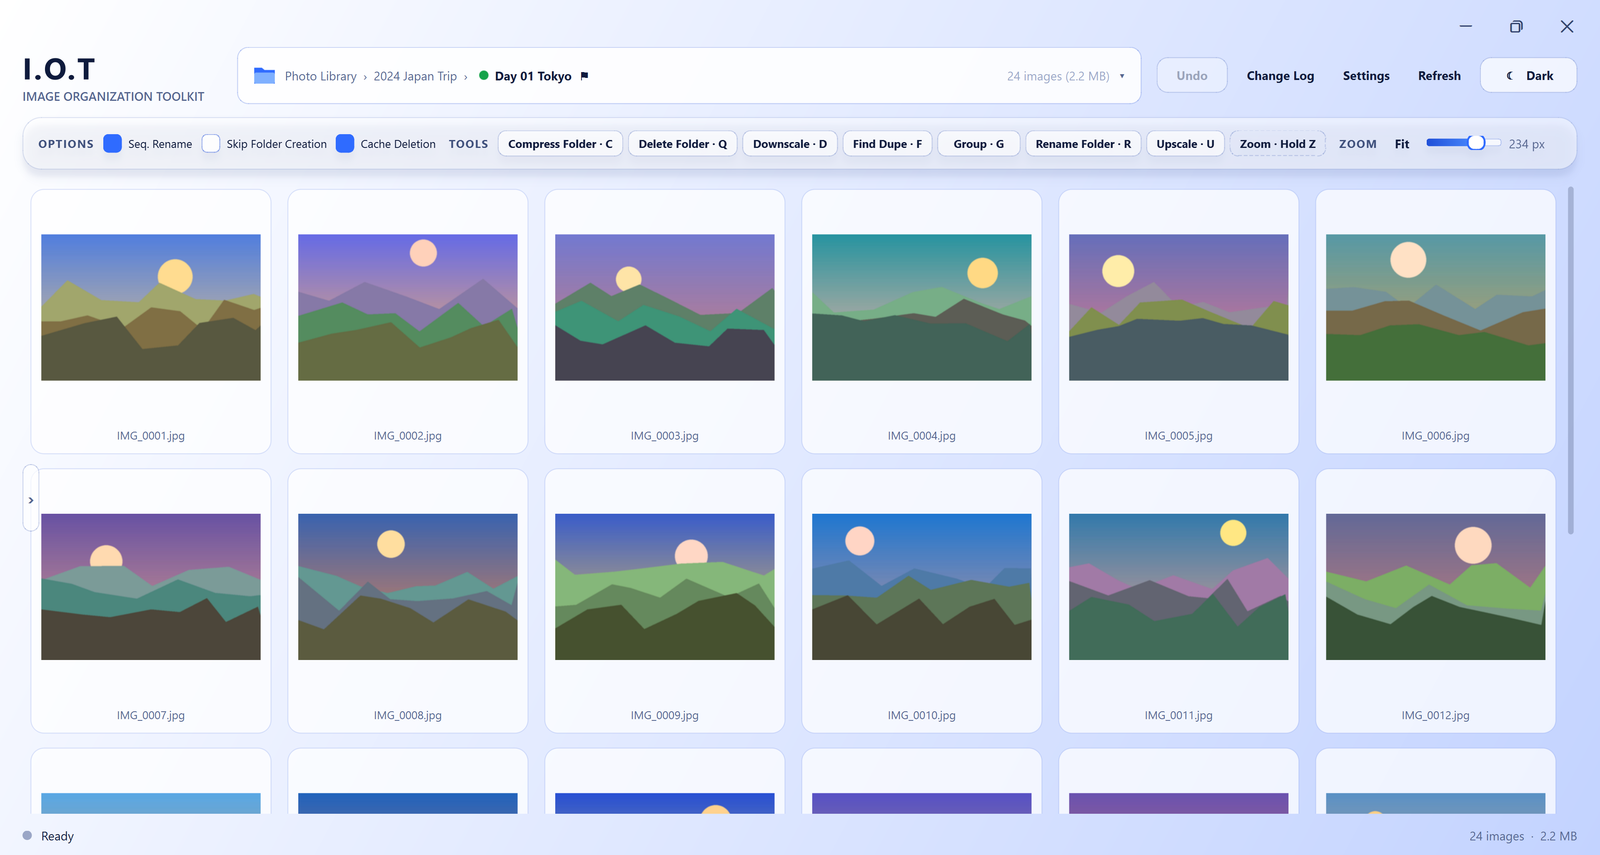 I.O.T
IMAGE ORGANIZATION TOOLKIT
Photo Library › 2024 Japan Trip › Day 01 Tokyo
24 images (2.2 MB)
Undo
Change Log
Settings
Refresh
Dark
OPTIONS
Seq. Rename
Skip Folder Creation
Cache Deletion
TOOLS
Compress Folder · C
Delete Folder · Q
Downscale · D
Find Dupe · F
Group · G
Rename Folder · R
Upscale · U
Zoom · Hold Z
ZOOM
Fit
234 px
IMG_0001.jpg
IMG_0002.jpg
IMG_0003.jpg
IMG_0004.jpg
IMG_0005.jpg
IMG_0006.jpg
IMG_0007.jpg
IMG_0008.jpg
IMG_0009.jpg
IMG_0010.jpg
IMG_0011.jpg
IMG_0012.jpg
Ready
24 images · 2.2 MB